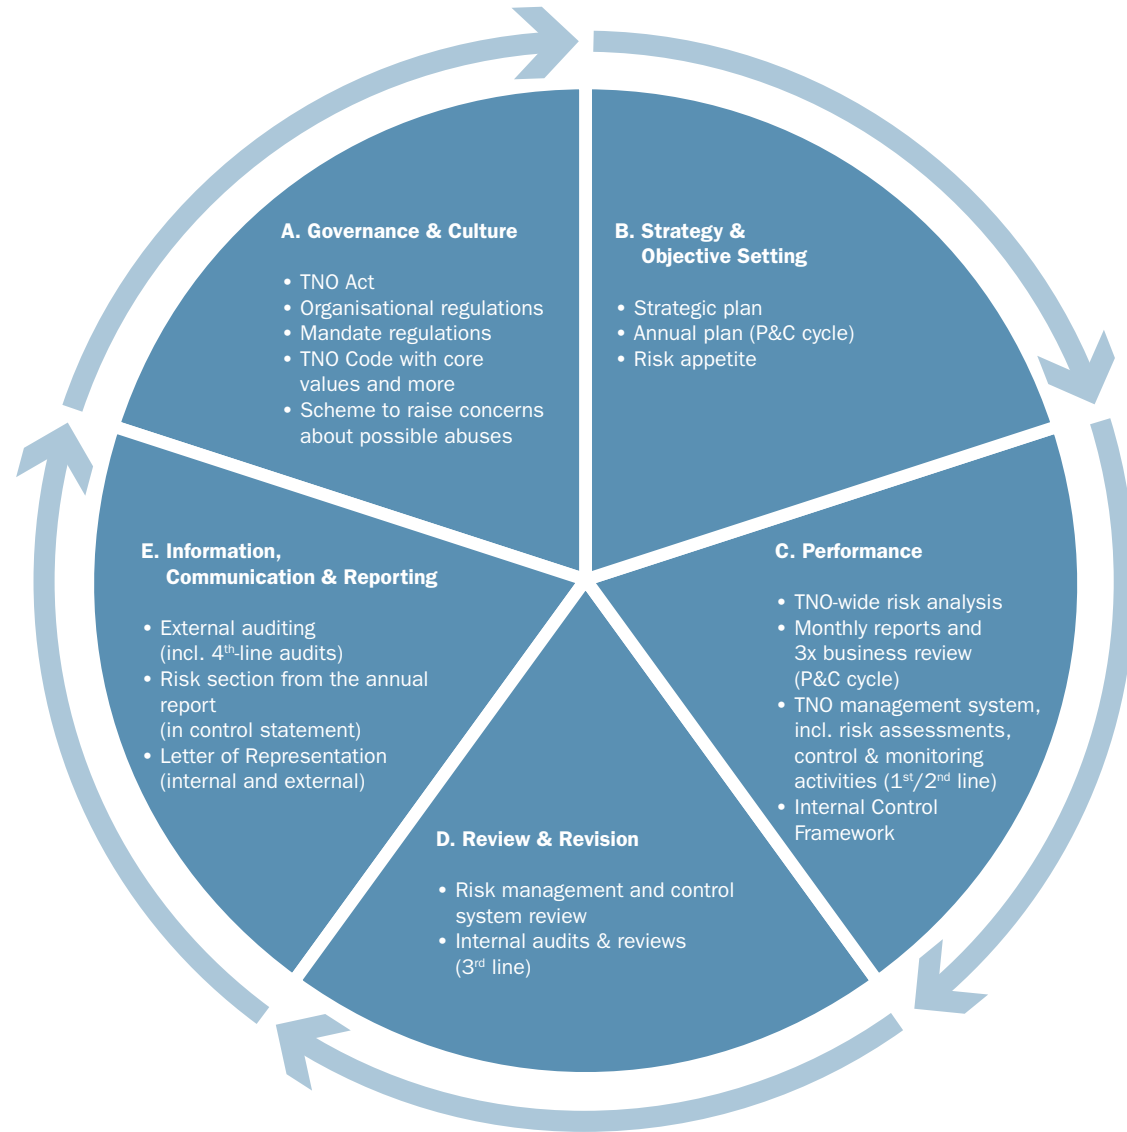 A. Governance & Culture
• TNO Act
• Organisational regulations
• Mandate regulations
• TNO Code with core
values and more
• Scheme to raise concerns
about possible abuses
B. Strategy &
Objective Setting
• Strategic plan
• Annual plan (P&C cycle)
• Risk appetite
C. Performance
• TNO-wide risk analysis
• Monthly reports and
3x business review
(P&C cycle)
• TNO management system,
incl. risk assessments,
control & monitoring
activities (1st/2nd line)
• Internal Control
Framework
D. Review & Revision
• Risk management and control
system review
• Internal audits & reviews
(3rd line)
E. Information,
Communication & Reporting
• External auditing
(incl. 4th-line audits)
• Risk section from the annual
report
(in control statement)
• Letter of Representation
(internal and external)